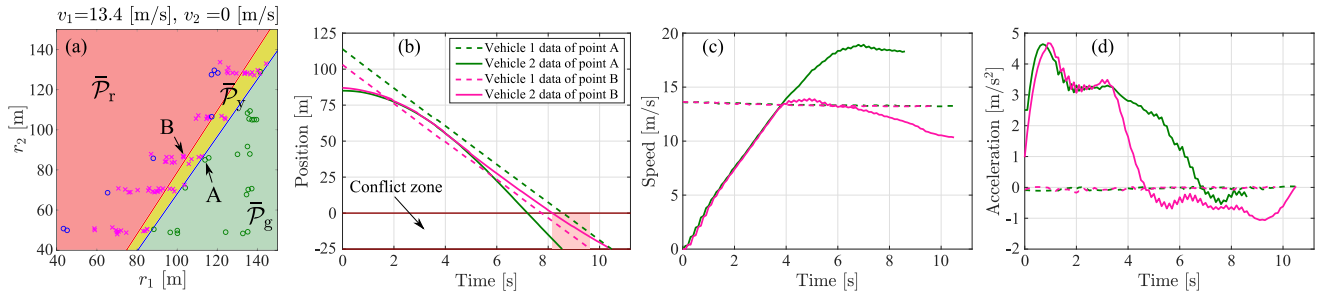 v₁=13.4 [m/s], v₂ =0 [m/s]
(a)
P̄r
P̄y
P̄g
B
A
150
125
100
75
50
40
r₂ [m]
40 60 80 100 120 140
r₁ [m]
(b)
Vehicle 1 data of point A
Vehicle 2 data of point A
Vehicle 1 data of point B
Vehicle 2 data of point B
Conflict zone
125
100
75
50
25
0
-25
Position [m]
0 2 4 6 8 10
Time [s]
(c)
20
15
10
5
0
Speed [m/s]
0 2 4 6 8 10
Time [s]
(d)
5
4
3
2
1
0
-1
-2
Acceleration [m/s²]
0 2 4 6 8 10
Time [s]